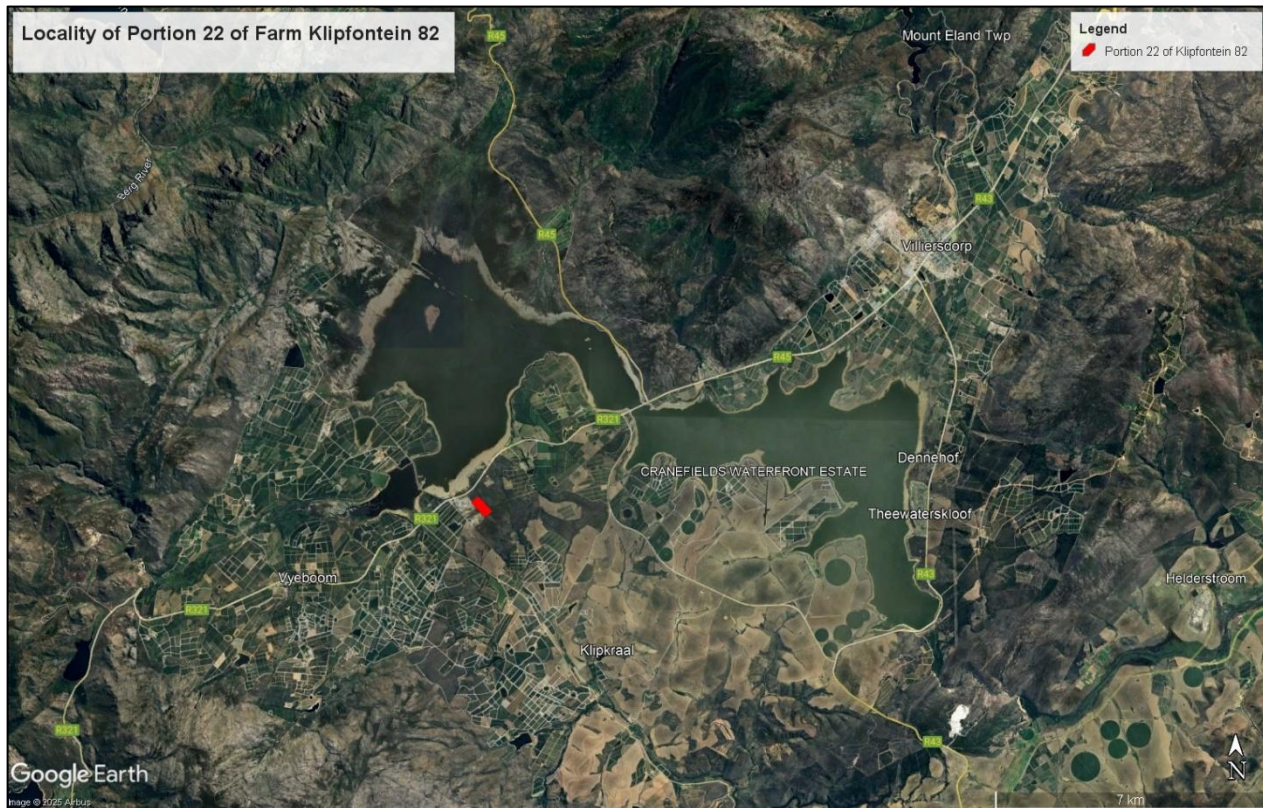 Locality of Portion 22 of Farm Klipfontein 82
Legend
Portion 22 of Klipfontein 82
R45
Mount Eland Twp
Berg River
R43
R45
Villiersdorp
R45
R321
CRANEFIELDS WATERFRONT ESTATE
Dennehof
Theewaterskloof
R321
R43
Vyeboom
Helderstroom
R321
Klipkraal
R321
R43
Google Earth
N
Image © 2025 Airbus
7 km